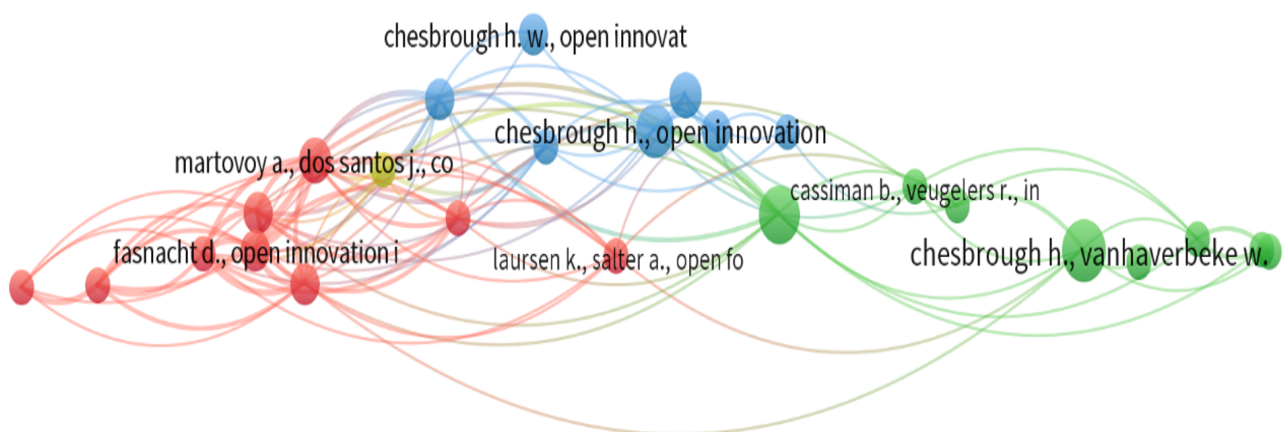 chesbrough h. w., open innovat
chesbrough h., open innovation
martovoy a., dos santos j., co
cassiman b., veugelers r., in
fasnacht d., open innovation i
laursen k., salter a., open fo
chesbrough h., vanhaverbeke w.